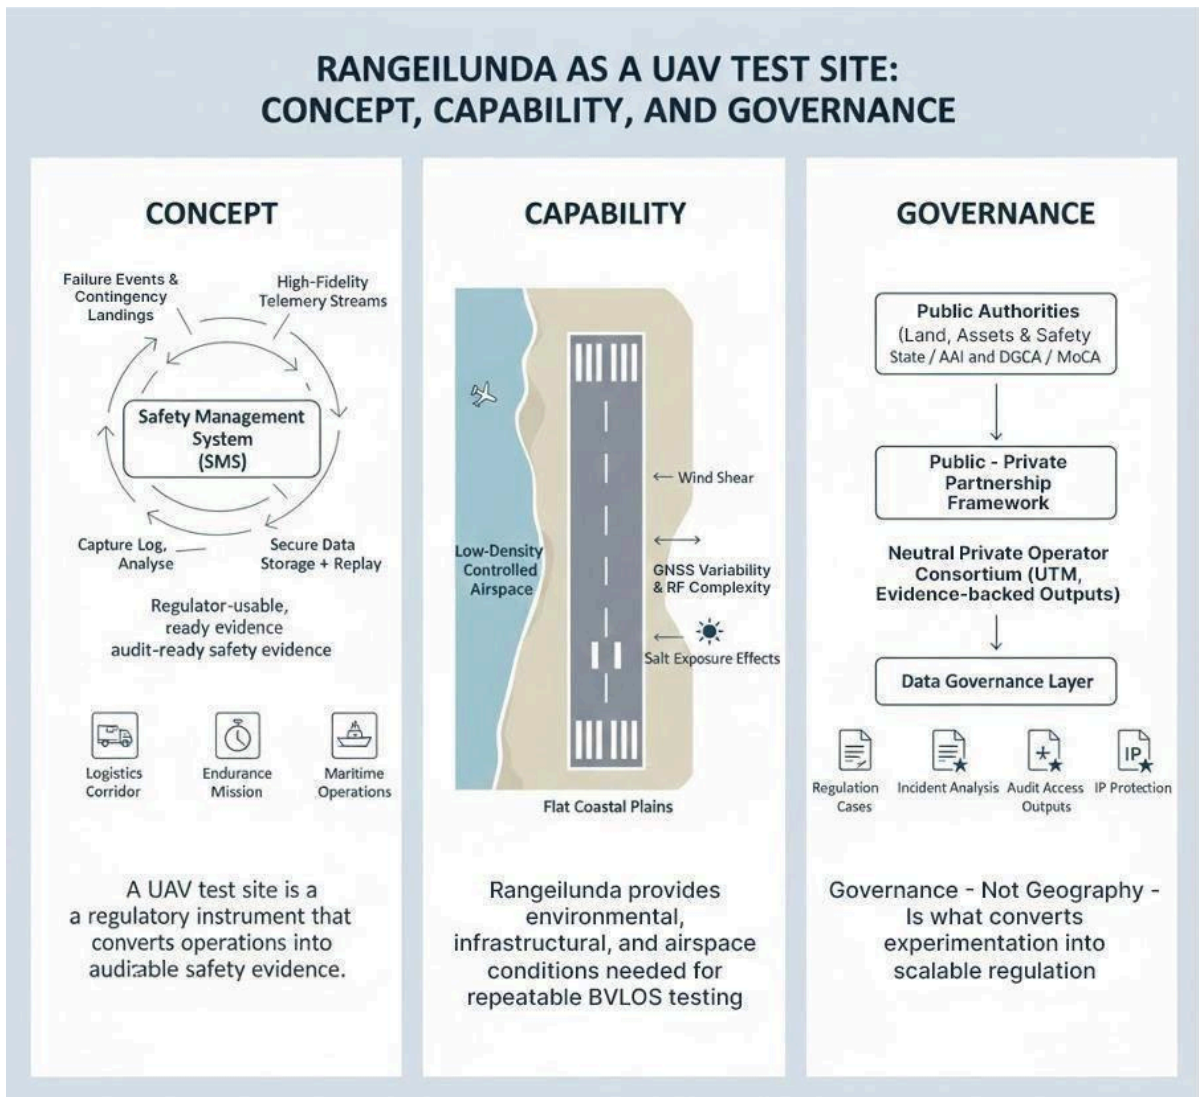 RANGEILUNDA AS A UAV TEST SITE:
CONCEPT, CAPABILITY, AND GOVERNANCE
CONCEPT
Failure Events &
Contingency
Landings
High-Fidelity
Telemery Streams
Safety Management
System
(SMS)
Capture Log,
Analyse
Secure Data
Storage + Replay
Regulator-usable,
ready evidence
audit-ready safety evidence
Logistics
Corridor
Endurance
Mission
Maritime
Operations
A UAV test site is a
a regulatory instrument that
converts operations into
auditable safety evidence.
CAPABILITY
Wind Shear
Low-Density
Controlled
Airspace
GNSS Variability
& RF Complexity
Salt Exposure Effects
Flat Coastal Plains
Rangeilunda provides
environmental,
infrastructural, and airspace
conditions needed for
repeatable BVLOS testing
GOVERNANCE
Public Authorities
(Land, Assets & Safety
State / AAI and DGCA / MoCA
Public - Private
Partnership
Framework
Neutral Private Operator
Consortium (UTM,
Evidence-backed Outputs)
Data Governance Layer
IP
Regulation
Cases
Incident Analysis
Audit Access
Outputs
IP Protection
Governance - Not Geography -
Is what converts
experimentation into
scalable regulation